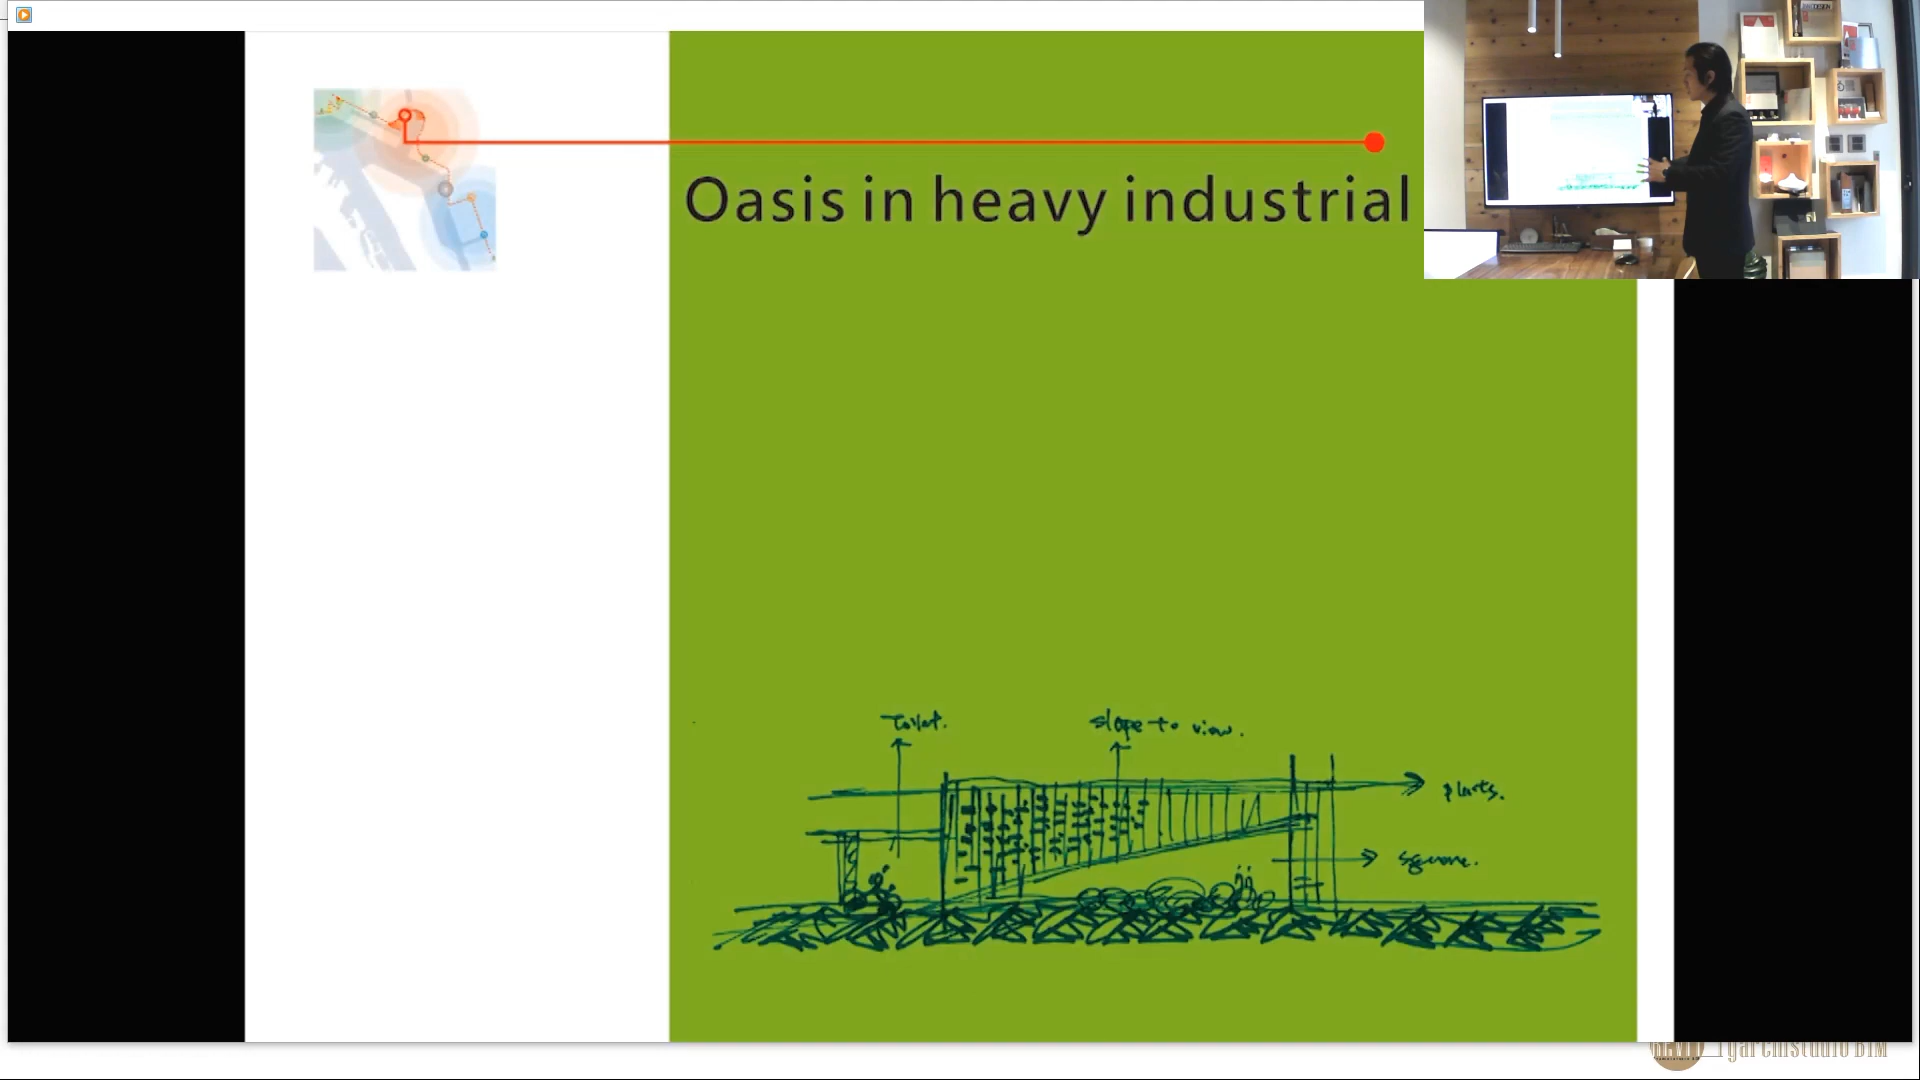 Oasis in heavy industrial
Toilet.
slope to view.
plants.
square.